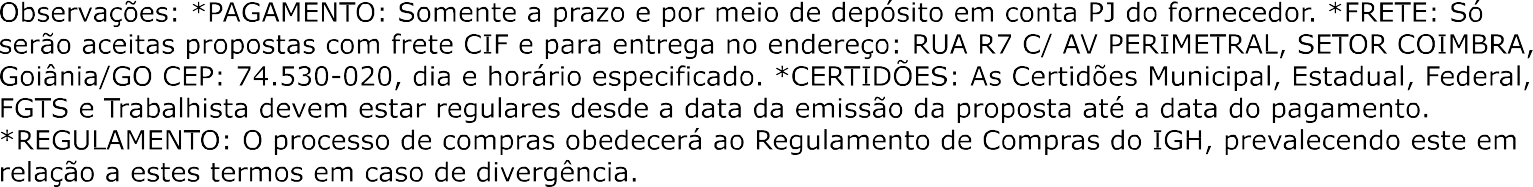 Observações: *PAGAMENTO: Somente a prazo e por meio de depósito em conta PJ do fornecedor. *FRETE: Só
serão aceitas propostas com frete CIF e para entrega no endereço: RUA R7 C/ AV PERIMETRAL, SETOR COIMBRA,
Goiânia/GO CEP: 74.530-020, dia e horário especificado. *CERTIDÕES: As Certidões Municipal, Estadual, Federal,
FGTS e Trabalhista devem estar regulares desde a data da emissão da proposta até a data do pagamento.
*REGULAMENTO: O processo de compras obedecerá ao Regulamento de Compras do IGH, prevalecendo este em
relação a estes termos em caso de divergência.